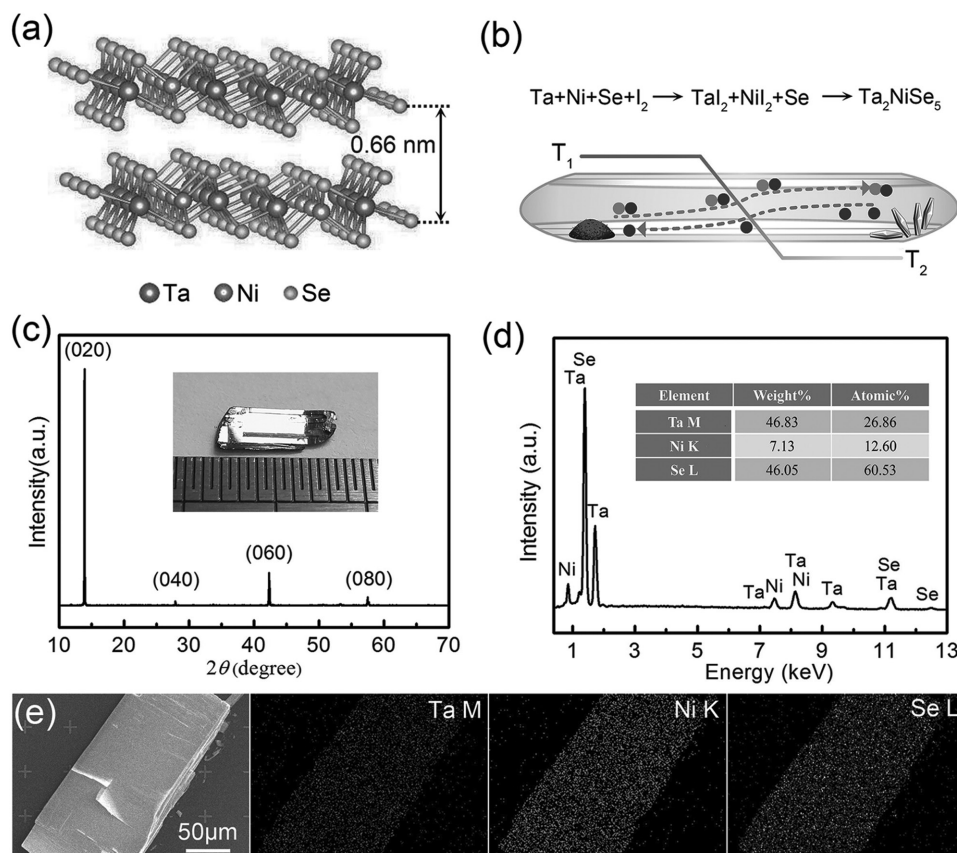 (a)
0.66 nm
Ta Ni Se
(b)
Ta+Ni+Se+I₂ → TaI₂+NiI₂+Se → Ta₂NiSe₅
T₁
T₂
(c)
(020)
(040)
(060)
(080)
Intensity(a.u.)
10 20 30 40 50 60 70
2θ (degree)
(d)
Se
Ta
Ta
Ni
Ta
Ni
Ta
Ni
Ta
Se
Ta
Se
Element Weight% Atomic%
Ta M 46.83 26.86
Ni K 7.13 12.60
Se L 46.05 60.53
Intensity (a.u.)
1 3 5 7 9 11 13
Energy (keV)
(e)
50μm
Ta M
Ni K
Se L